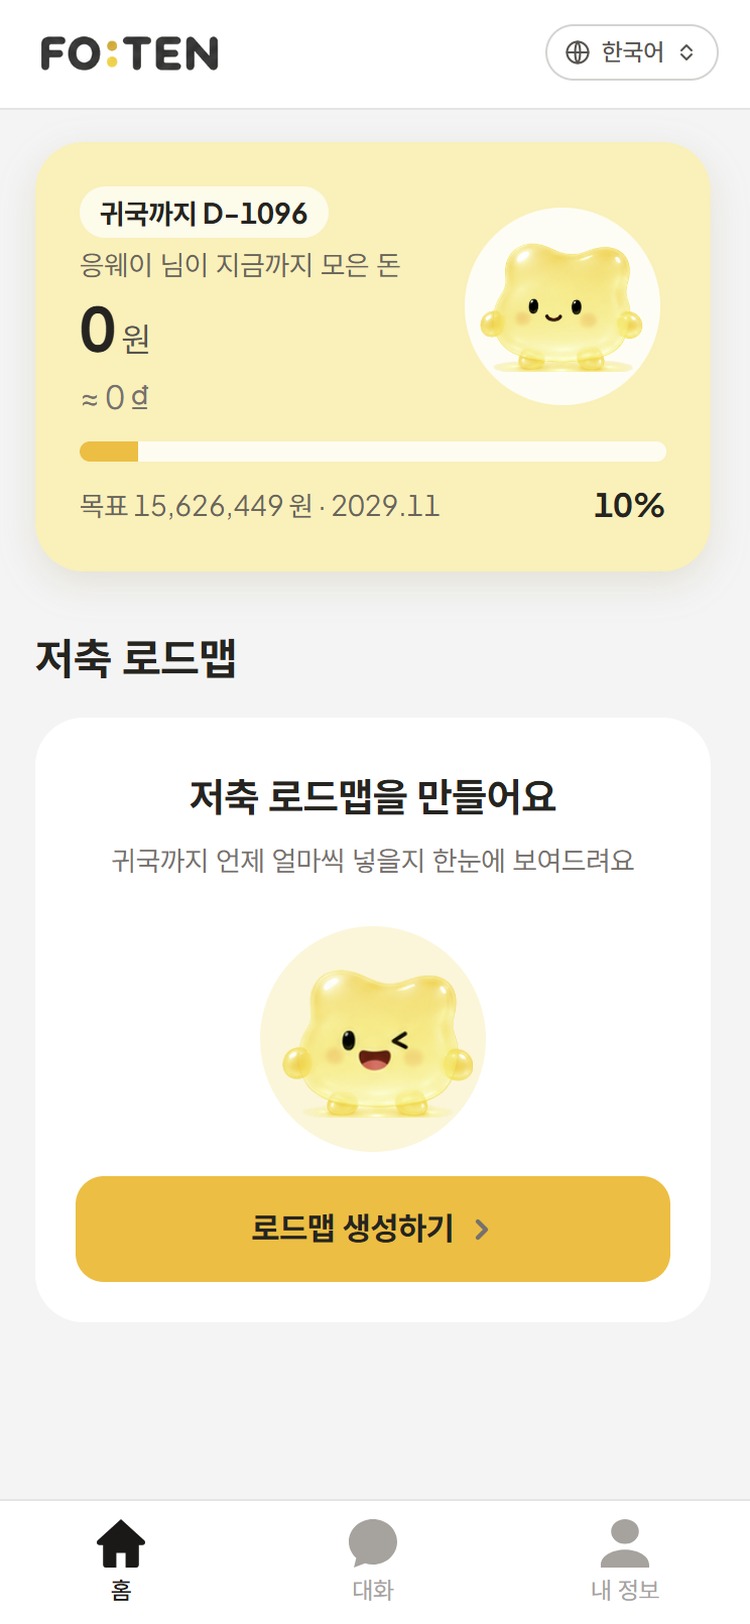 FO:TEN
한국어
귀국까지 D-1096
응웨이 님이 지금까지 모은 돈
0 원
≈ 0 ₫
목표 15,626,449 원 · 2029.11
10%
저축 로드맵
저축 로드맵을 만들어요
귀국까지 언제 얼마씩 넣을지 한눈에 보여드려요
로드맵 생성하기
홈
대화
내 정보